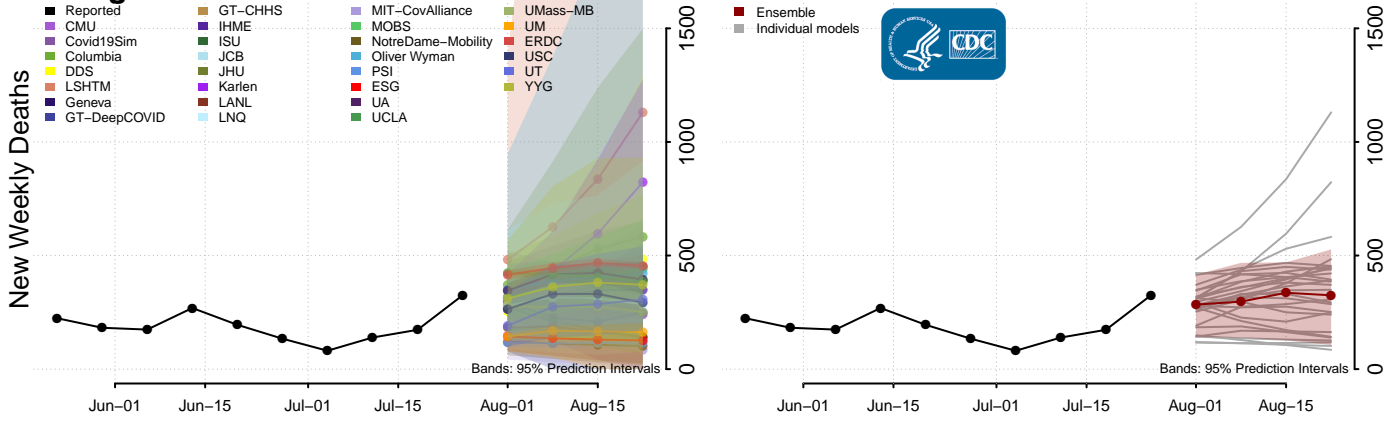 New Weekly Deaths
Reported
CMU
Covid19Sim
Columbia
DDS
LSHTM
Geneva
GT−DeepCOVID
GT−CHHS
IHME
ISU
JCB
JHU
Karlen
LANL
LNQ
MIT−CovAlliance
MOBS
NotreDame−Mobility
Oliver Wyman
PSI
ESG
UA
UCLA
UMass−MB
UM
ERDC
USC
UT
YYG
Bands: 95% Prediction Intervals
0
500
1000
1500
Jun−01
Jun−15
Jul−01
Jul−15
Aug−01
Aug−15
Ensemble
Individual models
CDC
Bands: 95% Prediction Intervals
0
500
1000
1500
Jun−01
Jun−15
Jul−01
Jul−15
Aug−01
Aug−15